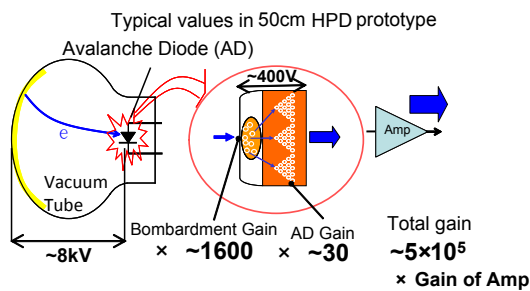 Typical values in 50cm HPD prototype
Avalanche Diode (AD)
~400V
e
Amp
Vacuum
Tube
Bombardment Gain
AD Gain
Total gain
~8kV
× ~1600 × ~30
~5×10⁵
× Gain of Amp